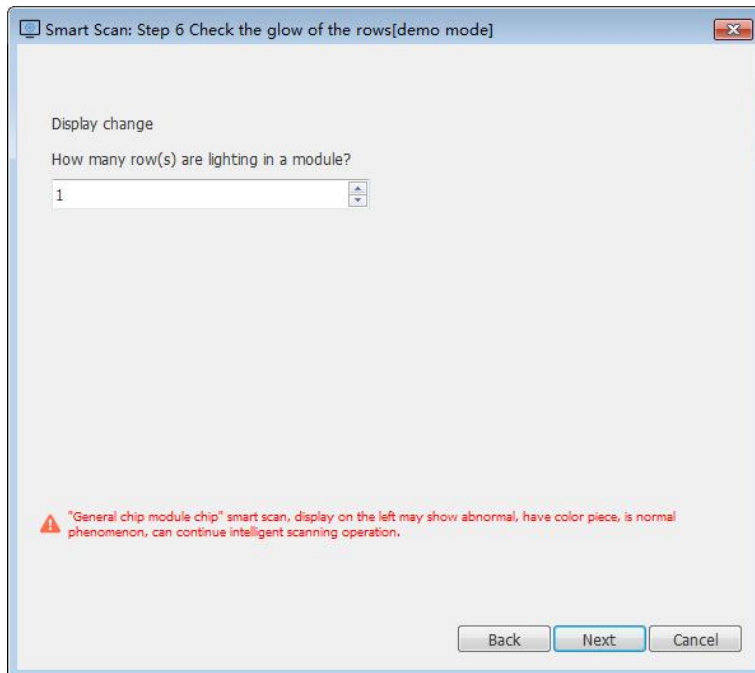 Smart Scan: Step 6 Check the glow of the rows[demo mode]
Display change
How many row(s) are lighting in a module?
1
"General chip module chip" smart scan, display on the left may show abnormal, have color piece, is normal
phenomenon, can continue intelligent scanning operation.
Back Next Cancel